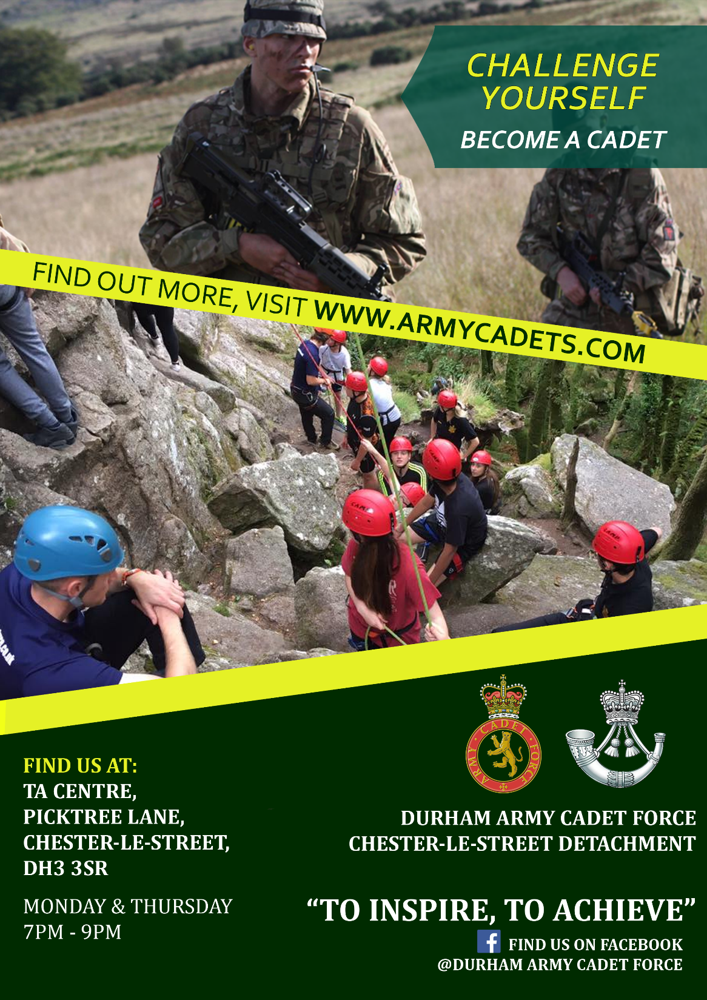 CHALLENGE
YOURSELF
BECOME A CADET
FIND OUT MORE, VISIT WWW.ARMYCADETS.COM
CAMP
CAMP
ARMY · CADET · FORCE
FIND US AT:
TA CENTRE,
PICKTREE LANE,
CHESTER-LE-STREET,
DH3 3SR
MONDAY & THURSDAY
7PM - 9PM
DURHAM ARMY CADET FORCE
CHESTER-LE-STREET DETACHMENT
“TO INSPIRE, TO ACHIEVE”
FIND US ON FACEBOOK
@DURHAM ARMY CADET FORCE